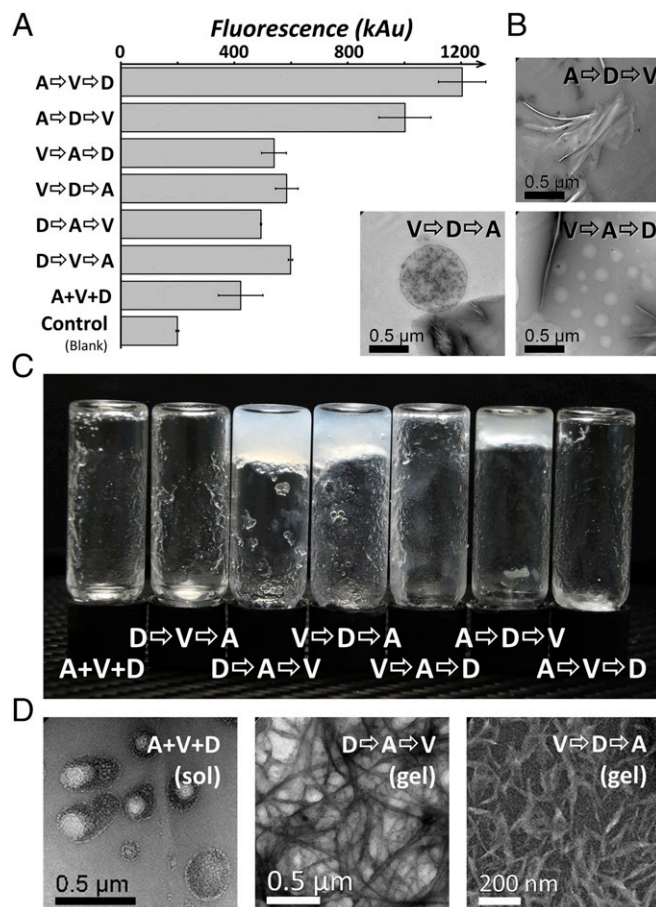 A
Fluorescence (kAu)
0 400 800 1200
A⇨V⇨D
A⇨D⇨V
V⇨A⇨D
V⇨D⇨A
D⇨A⇨V
D⇨V⇨A
A+V+D
Control
(Blank)
B
A⇨D⇨V
0.5 μm
V⇨D⇨A
0.5 μm
V⇨A⇨D
0.5 μm
C
D⇨V⇨A V⇨D⇨A A⇨D⇨V
A+V+D D⇨A⇨V V⇨A⇨D A⇨V⇨D
D
A+V+D
(sol)
0.5 μm
D⇨A⇨V
(gel)
0.5 μm
V⇨D⇨A
(gel)
200 nm